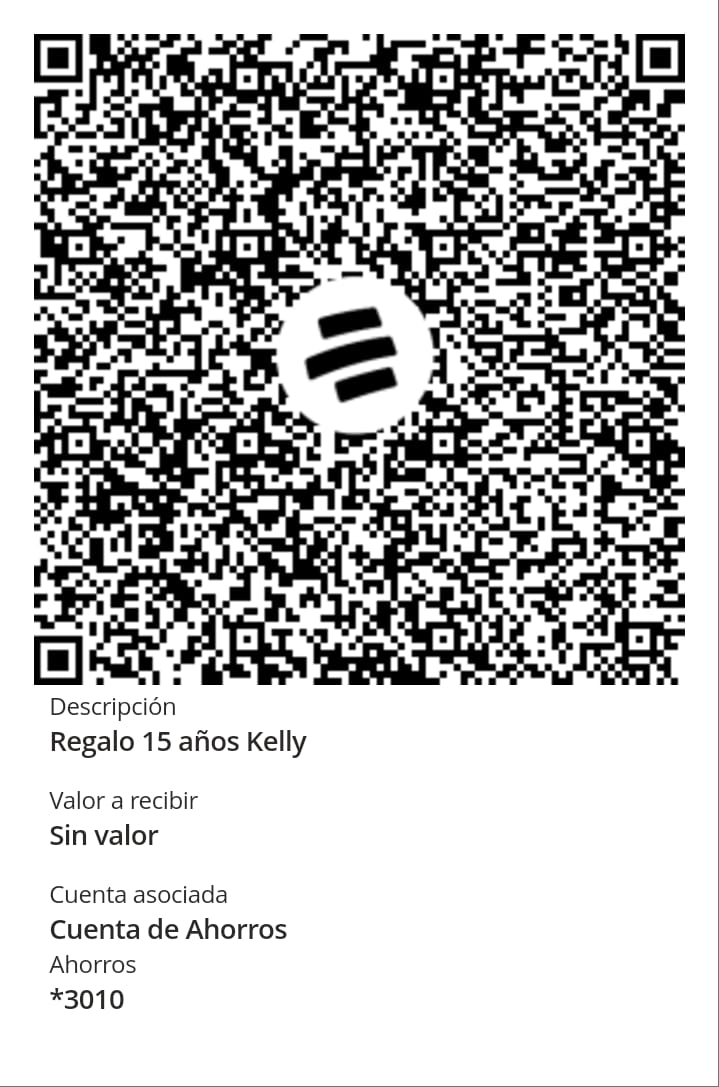 Descripción
Regalo 15 años Kelly
Valor a recibir
Sin valor
Cuenta asociada
Cuenta de Ahorros
Ahorros
*3010